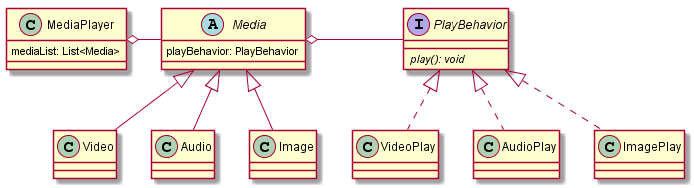 C MediaPlayer
mediaList: List<Media>
A Media
playBehavior: PlayBehavior
I PlayBehavior
play(): void
C Video
C Audio
C Image
C VideoPlay
C AudioPlay
C ImagePlay